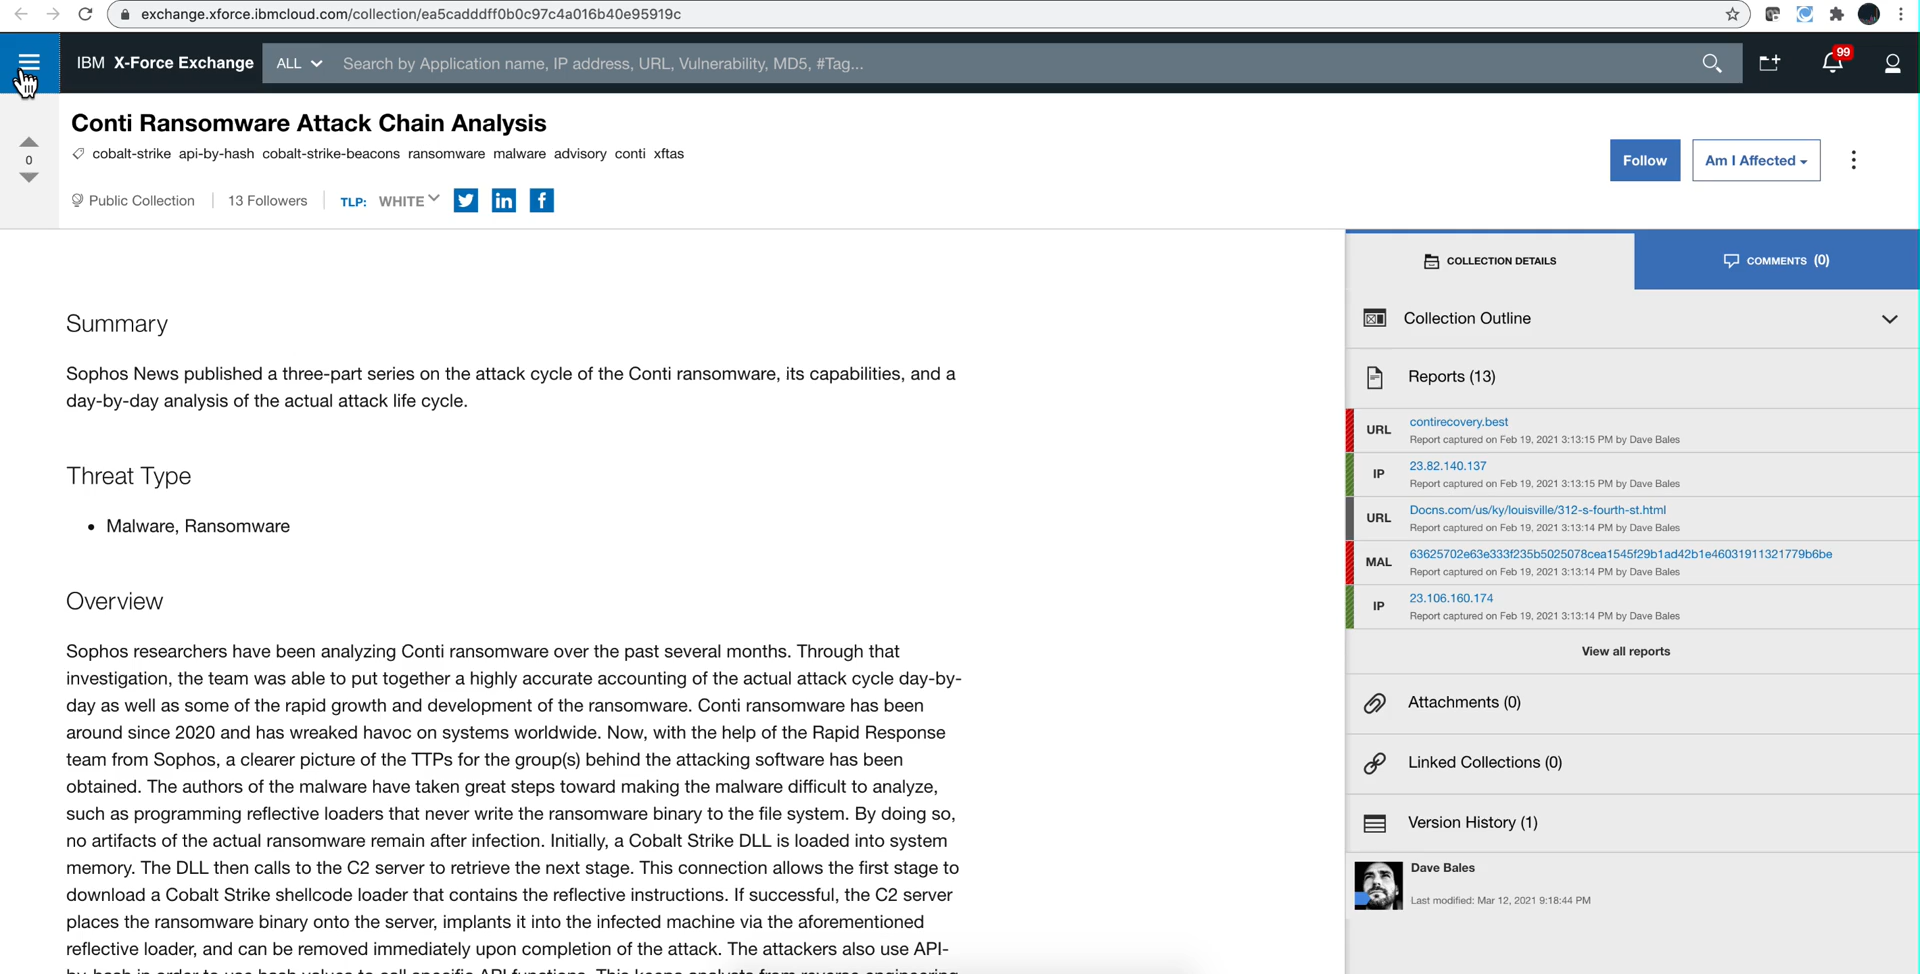 exchange.xforce.ibmcloud.com/collection/ea5cadddff0b0c97c4a016b40e95919c
IBM X-Force Exchange
ALL
Search by Application name, IP address, URL, Vulnerability, MD5, #Tag...
99
0
Conti Ransomware Attack Chain Analysis
cobalt-strike api-by-hash cobalt-strike-beacons ransomware malware advisory conti xftas
Follow
Am I Affected
Public Collection
13 Followers
TLP: WHITE
Summary
Sophos News published a three-part series on the attack cycle of the Conti ransomware, its capabilities, and a
day-by-day analysis of the actual attack life cycle.
Threat Type
• Malware, Ransomware
Overview
Sophos researchers have been analyzing Conti ransomware over the past several months. Through that
investigation, the team was able to put together a highly accurate accounting of the actual attack cycle day-by-
day as well as some of the rapid growth and development of the ransomware. Conti ransomware has been
around since 2020 and has wreaked havoc on systems worldwide. Now, with the help of the Rapid Response
team from Sophos, a clearer picture of the TTPs for the group(s) behind the attacking software has been
obtained. The authors of the malware have taken great steps toward making the malware difficult to analyze,
such as programming reflective loaders that never write the ransomware binary to the file system. By doing so,
no artifacts of the actual ransomware remain after infection. Initially, a Cobalt Strike DLL is loaded into system
memory. The DLL then calls to the C2 server to retrieve the next stage. This connection allows the first stage to
download a Cobalt Strike shellcode loader that contains the reflective instructions. If successful, the C2 server
places the ransomware binary onto the server, implants it into the infected machine via the aforementioned
reflective loader, and can be removed immediately upon completion of the attack. The attackers also use API-
by-hash in order to use hash values to call specific API functions. This keeps analysts from reverse engineering
COLLECTION DETAILS
COMMENTS (0)
Collection Outline
Reports (13)
URL
contirecovery.best
Report captured on Feb 19, 2021 3:13:15 PM by Dave Bales
IP
23.82.140.137
Report captured on Feb 19, 2021 3:13:15 PM by Dave Bales
URL
Docns.com/us/ky/louisville/312-s-fourth-st.html
Report captured on Feb 19, 2021 3:13:14 PM by Dave Bales
MAL
63625702e63e333f235b5025078cea1545f29b1ad42b1e46031911321779b6be
Report captured on Feb 19, 2021 3:13:14 PM by Dave Bales
IP
23.106.160.174
Report captured on Feb 19, 2021 3:13:14 PM by Dave Bales
View all reports
Attachments (0)
Linked Collections (0)
Version History (1)
Dave Bales
Last modified: Mar 12, 2021 9:18:44 PM